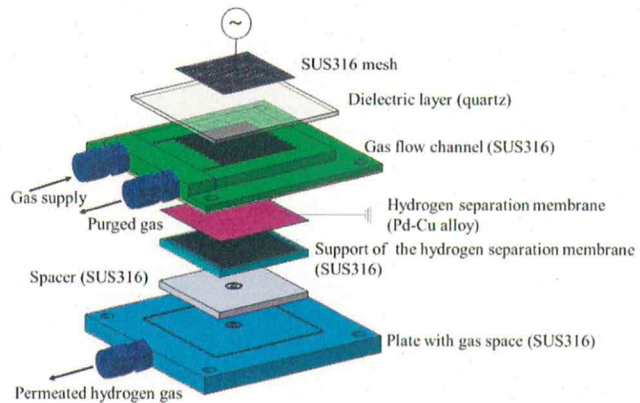 ~
SUS316 mesh
Dielectric layer (quartz)
Gas flow channel (SUS316)
Gas supply
Purged gas
Hydrogen separation membrane
(Pd-Cu alloy)
Support of the hydrogen separation membrane
(SUS316)
Spacer (SUS316)
Plate with gas space (SUS316)
Permeated hydrogen gas